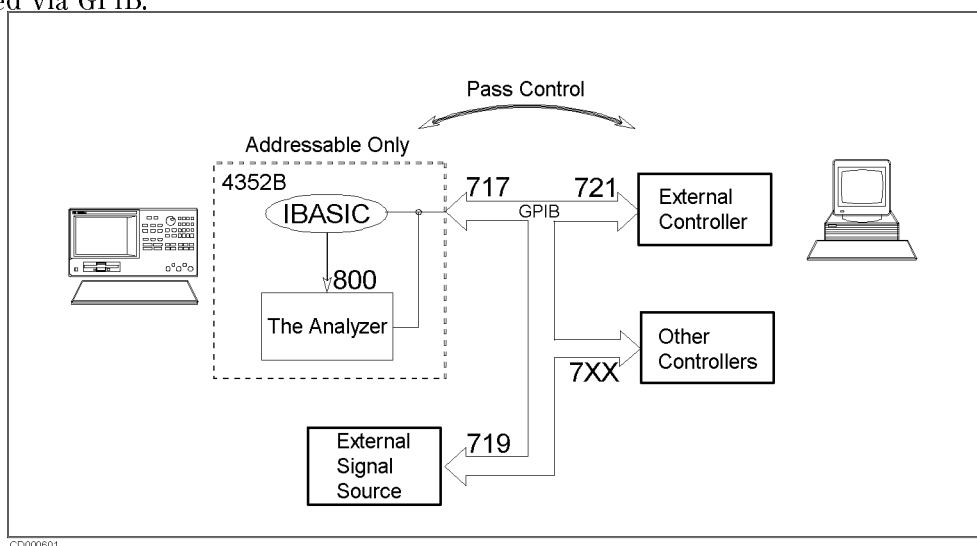 ed via GPIB.
Pass Control
Addressable Only
4352B
IBASIC
717
721
GPIB
External
Controller
800
The Analyzer
Other
Controllers
7XX
External
Signal
Source
719
CD000601